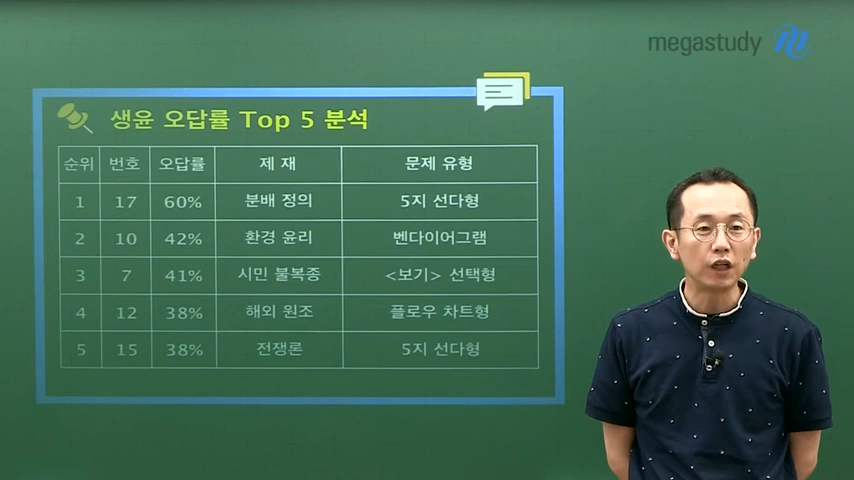 megastudy
생윤 오답률 Top 5 분석
순위 번호 오답률 제 재 문제 유형
1 17 60% 분배 정의 5지 선다형
2 10 42% 환경 윤리 벤다이어그램
3 7 41% 시민 불복종 <보기> 선택형
4 12 38% 해외 원조 플로우 차트형
5 15 38% 전쟁론 5지 선다형